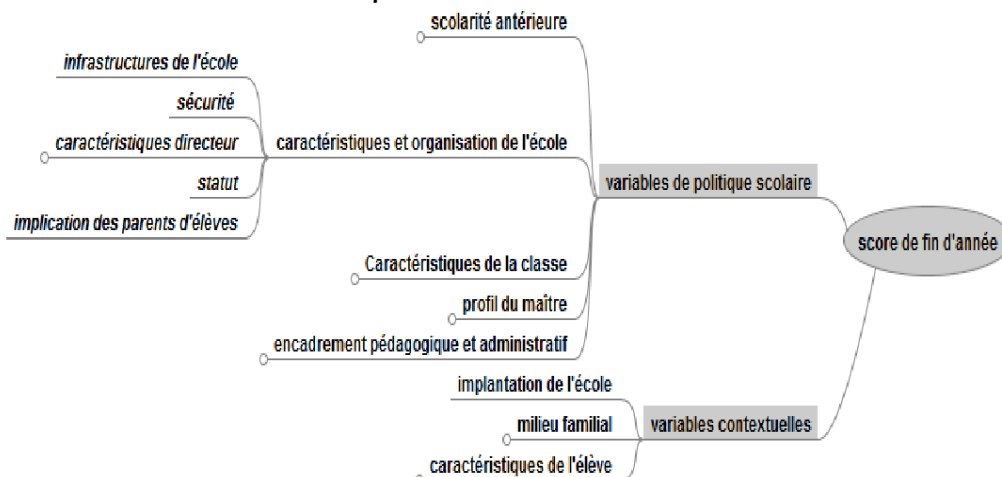 scolarité antérieure
infrastructures de l'école
sécurité
caractéristiques directeur
caractéristiques et organisation de l'école
statut
variables de politique scolaire
implication des parents d'élèves
score de fin d'année
Caractéristiques de la classe
profil du maître
encadrement pédagogique et administratif
implantation de l'école
milieu familial
variables contextuelles
caractéristiques de l'élève